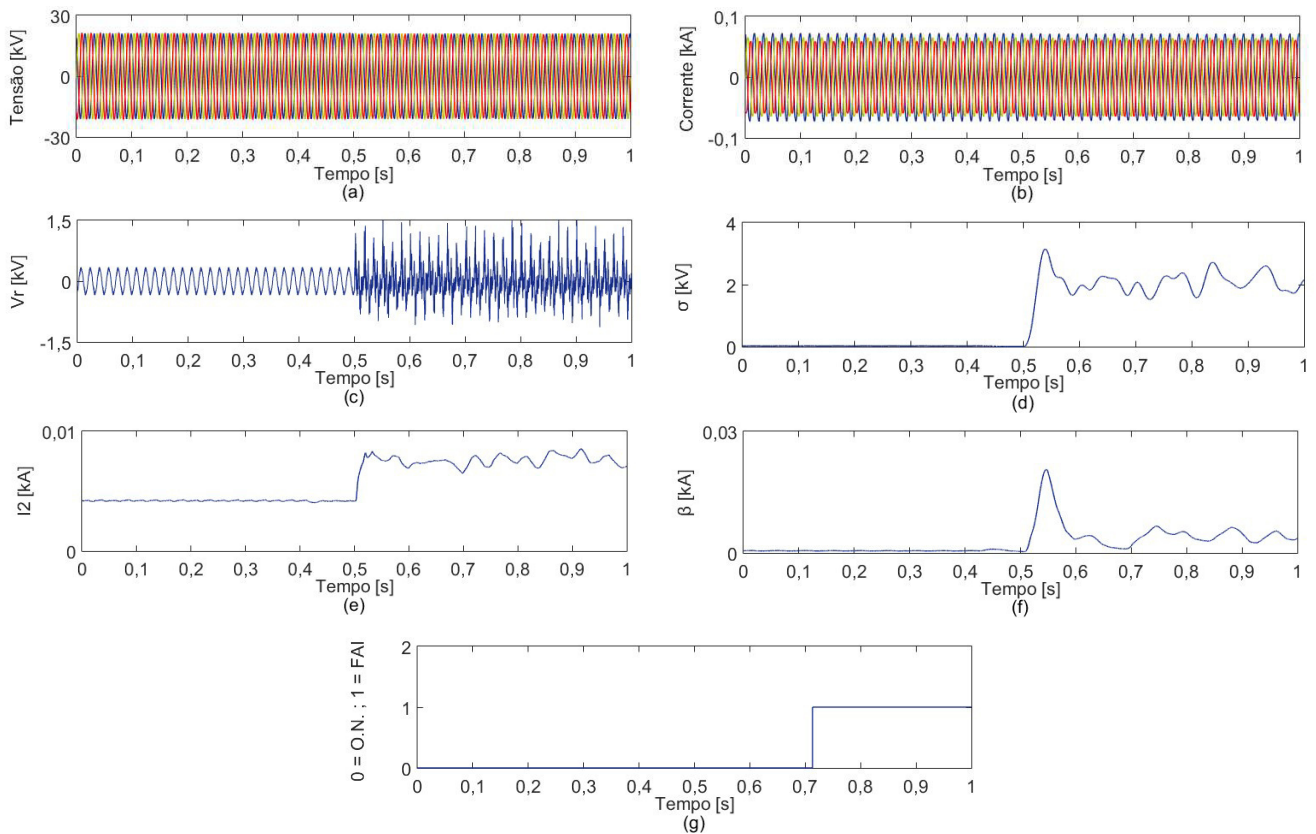 Tensão [kV]
30
0
-30
0 0,1 0,2 0,3 0,4 0,5 0,6 0,7 0,8 0,9 1
Tempo [s]
(a)
Corrente [kA]
0,1
0
-0,1
0 0,1 0,2 0,3 0,4 0,5 0,6 0,7 0,8 0,9 1
Tempo [s]
(b)
Vr [kV]
1,5
0
-1,5
0 0,1 0,2 0,3 0,4 0,5 0,6 0,7 0,8 0,9 1
Tempo [s]
(c)
σ [kV]
4
2
0
0 0,1 0,2 0,3 0,4 0,5 0,6 0,7 0,8 0,9 1
Tempo [s]
(d)
I2 [kA]
0,01
0
0 0,1 0,2 0,3 0,4 0,5 0,6 0,7 0,8 0,9 1
Tempo [s]
(e)
β [kA]
0,03
0
0 0,1 0,2 0,3 0,4 0,5 0,6 0,7 0,8 0,9 1
Tempo [s]
(f)
0 = O.N. ; 1 = FAI
2
1
0
0 0,1 0,2 0,3 0,4 0,5 0,6 0,7 0,8 0,9 1
Tempo [s]
(g)